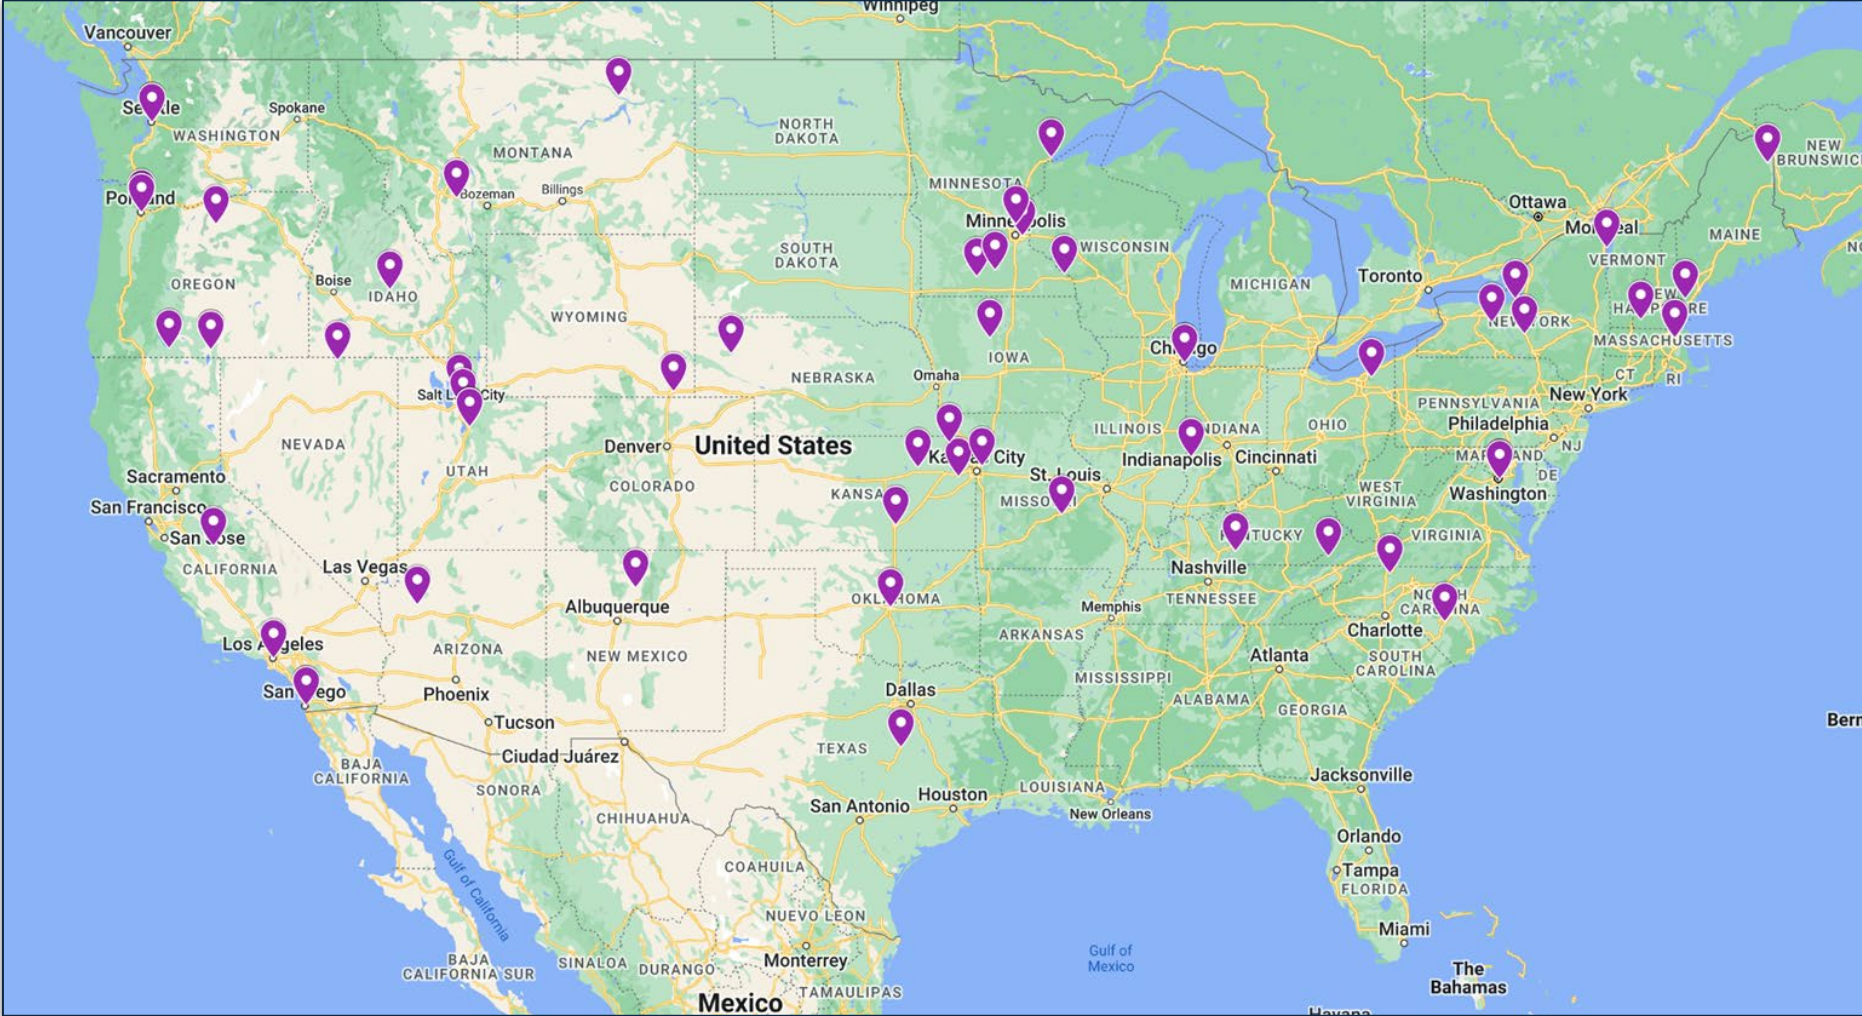 Winnipeg
Vancouver
Spokane
WASHINGTON
MONTANA
NORTH
DAKOTA
NEW
BRUNSWIC
MINNESOTA
Bozeman
Billings
Ottawa
MAINE
WISCONSIN
SOUTH
DAKOTA
VERMONT
Toronto
OREGON
Boise
IDAHO
MICHIGAN
WYOMING
MASSACHUSETTS
IOWA
NEBRASKA
Omaha
CT
RI
New York
PENNSYLVANIA
Philadelphia
OHIO
ILLINOIS
NJ
NEVADA
Denver
United States
City
Indianapolis
Cincinnati
DE
UTAH
Sacramento
St. Louis
COLORADO
WEST
VIRGINIA
Washington
San Francisco
VIRGINIA
CALIFORNIA
Las Vegas
Nashville
TENNESSEE
Albuquerque
Memphis
Charlotte
ARKANSAS
ARIZONA
NEW MEXICO
Atlanta
SOUTH
CAROLINA
MISSISSIPPI
Phoenix
Dallas
ALABAMA
GEORGIA
Tucson
Bern
Ciudad Juárez
TEXAS
BAJA
CALIFORNIA
Jacksonville
SONORA
LOUISIANA
Houston
San Antonio
New Orleans
CHIHUAHUA
Orlando
Gulf of California
COAHUILA
Tampa
FLORIDA
NUEVO LEON
Miami
Gulf of
Mexico
Monterrey
BAJA
CALIFORNIA SUR
SINALOA
DURANGO
The
Bahamas
TAMAULIPAS
Mexico
Havana